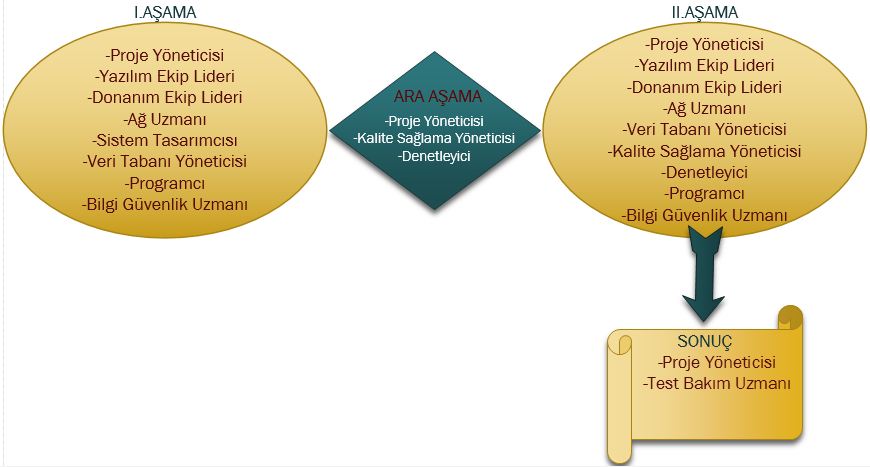 I.AŞAMA
-Proje Yöneticisi
-Yazılım Ekip Lideri
-Donanım Ekip Lideri
-Ağ Uzmanı
-Sistem Tasarımcısı
-Veri Tabanı Yöneticisi
-Programcı
-Bilgi Güvenlik Uzmanı
ARA AŞAMA
-Proje Yöneticisi
-Kalite Sağlama Yöneticisi
-Denetleyici
II.AŞAMA
-Proje Yöneticisi
-Yazılım Ekip Lideri
-Donanım Ekip Lideri
-Ağ Uzmanı
-Veri Tabanı Yöneticisi
-Kalite Sağlama Yöneticisi
-Denetleyici
-Programcı
-Bilgi Güvenlik Uzmanı
SONUÇ
-Proje Yöneticisi
-Test Bakım Uzmanı